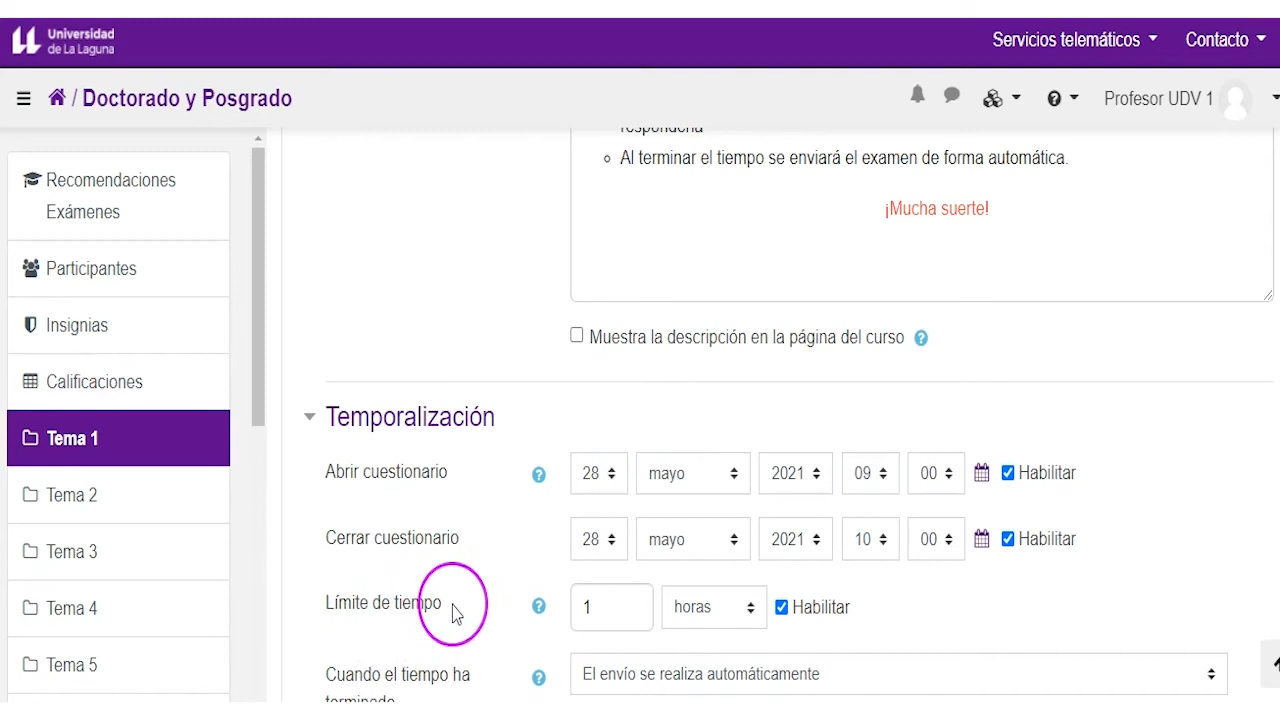 Universidad
de La Laguna
Servicios telemáticos
Contacto
/ Doctorado y Posgrado
Profesor UDV 1
Recomendaciones
Exámenes
Participantes
Insignias
Calificaciones
Tema 1
Tema 2
Tema 3
Tema 4
Tema 5
responderla
Al terminar el tiempo se enviará el examen de forma automática.
¡Mucha suerte!
Muestra la descripción en la página del curso
Temporalización
Abrir cuestionario
28 mayo 2021 09 00 Habilitar
Cerrar cuestionario
28 mayo 2021 10 00 Habilitar
Límite de tiempo
1 horas Habilitar
Cuando el tiempo ha
terminado
El envío se realiza automáticamente